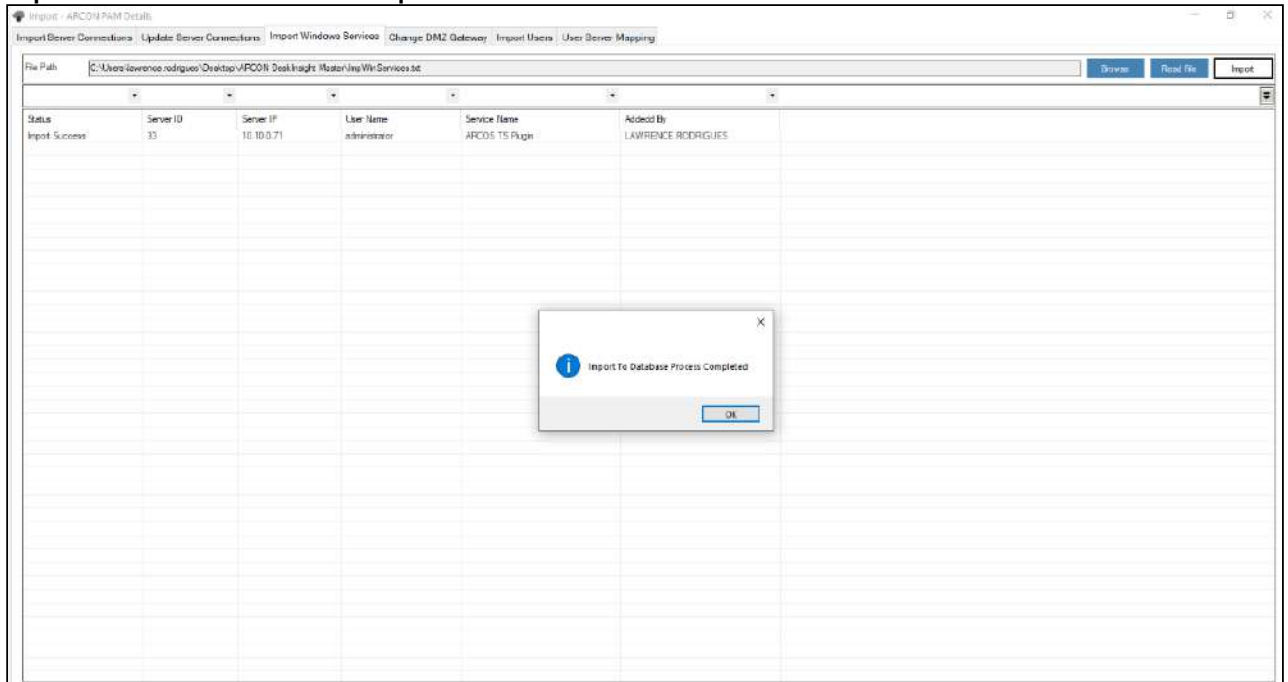 Import - ARCON PAM Details
Import Server Connections Update Server Connections Import Windows Services Change DMZ Gateway Import Users User Server Mapping
File Path C:\Users\lawrence.rodrigues\Desktop\ARCON DeskInsight Master\ImpWinServices.txt Browse Read File Import
Status Server ID Server IP User Name Service Name Addedd By
Import Success 33 10.10.0.71 administrator ARCOS TS Plugin LAWRENCE RODRIGUES
Import To Database Process Completed
OK